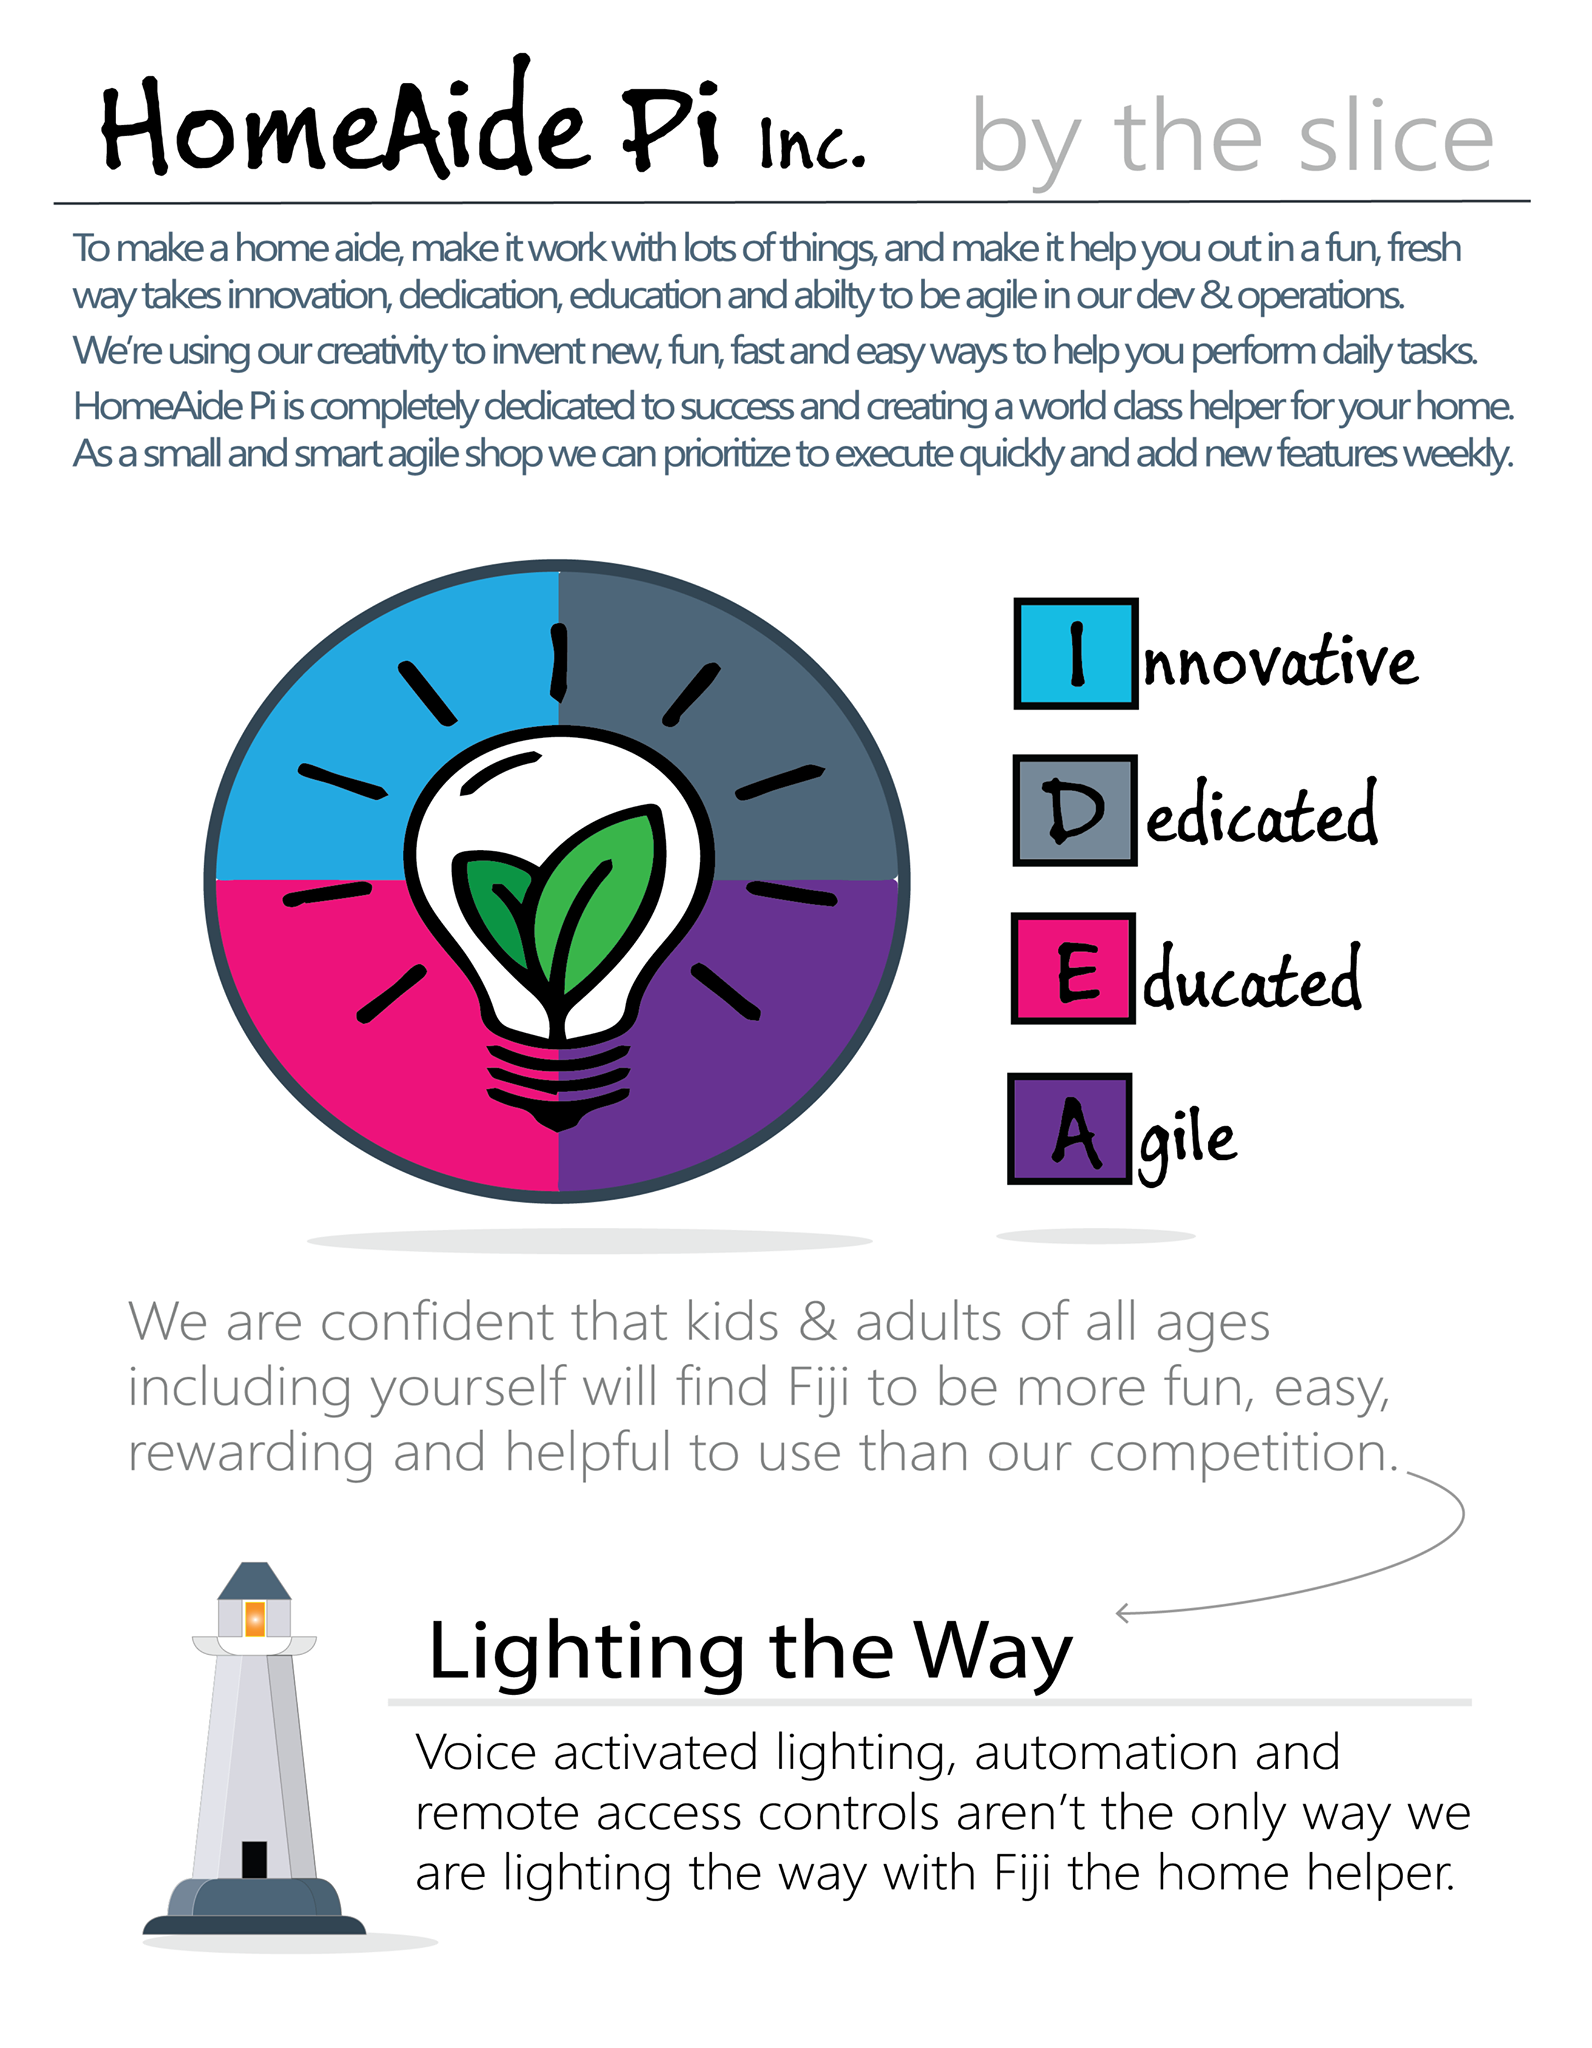 HomeAide Pi Inc. by the slice
To make a home aide, make it work with lots of things, and make it help you out in a fun, fresh
way takes innovation, dedication, education and abilty to be agile in our dev & operations.
We're using our creativity to invent new, fun, fast and easy ways to help you perform daily tasks.
HomeAide Pi is completely dedicated to success and creating a world class helper for your home.
As a small and smart agile shop we can prioritize to execute quickly and add new features weekly.
Innovative
Dedicated
Educated
Agile
We are confident that kids & adults of all ages
including yourself will find Fiji to be more fun, easy,
rewarding and helpful to use than our competition.
Lighting the Way
Voice activated lighting, automation and
remote access controls aren't the only way we
are lighting the way with Fiji the home helper.